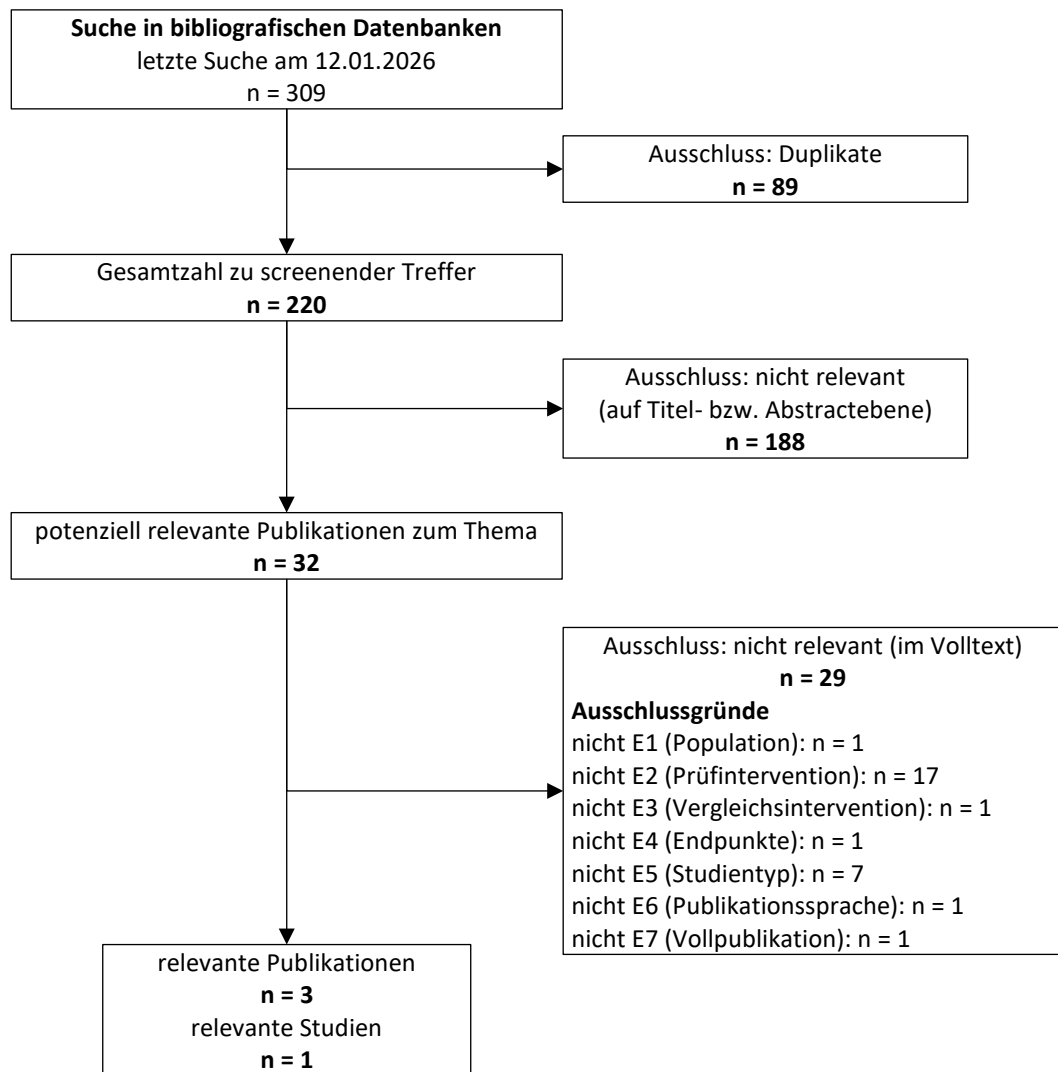 Suche in bibliografischen Datenbanken
letzte Suche am 12.01.2026
n = 309
Ausschluss: Duplikate
n = 89
Gesamtzahl zu screenender Treffer
n = 220
Ausschluss: nicht relevant
(auf Titel- bzw. Abstractebene)
n = 188
potenziell relevante Publikationen zum Thema
n = 32
Ausschluss: nicht relevant (im Volltext)
n = 29
Ausschlussgründe
nicht E1 (Population): n = 1
nicht E2 (Prüfintervention): n = 17
nicht E3 (Vergleichsintervention): n = 1
nicht E4 (Endpunkte): n = 1
nicht E5 (Studientyp): n = 7
nicht E6 (Publikationssprache): n = 1
nicht E7 (Vollpublikation): n = 1
relevante Publikationen
n = 3
relevante Studien
n = 1